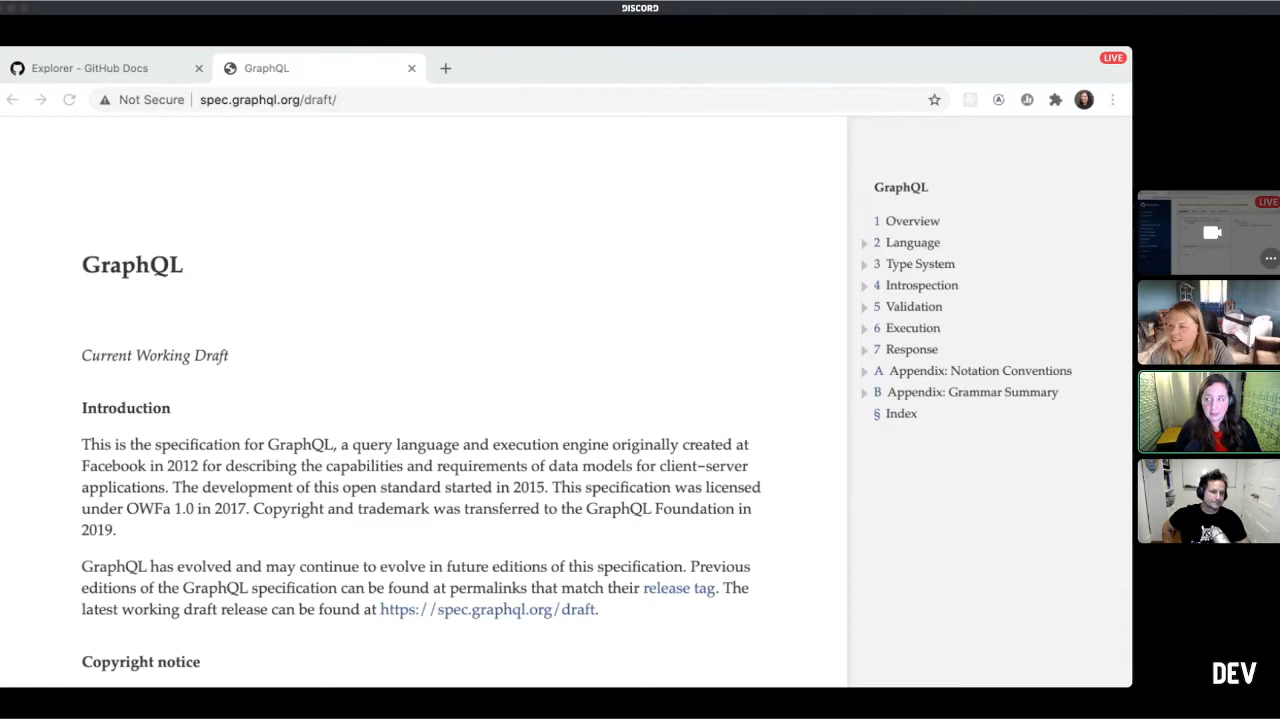 DISCORD
Explorer - GitHub Docs
GraphQL
LIVE
Not Secure
spec.graphql.org/draft/
GraphQL
1 Overview
2 Language
3 Type System
4 Introspection
5 Validation
6 Execution
7 Response
A Appendix: Notation Conventions
B Appendix: Grammar Summary
§ Index
GraphQL
Current Working Draft
Introduction
This is the specification for GraphQL, a query language and execution engine originally created at
Facebook in 2012 for describing the capabilities and requirements of data models for client-server
applications. The development of this open standard started in 2015. This specification was licensed
under OWFa 1.0 in 2017. Copyright and trademark was transferred to the GraphQL Foundation in
2019.
GraphQL has evolved and may continue to evolve in future editions of this specification. Previous
editions of the GraphQL specification can be found at permalinks that match their release tag. The
latest working draft release can be found at https://spec.graphql.org/draft.
Copyright notice
LIVE
DEV